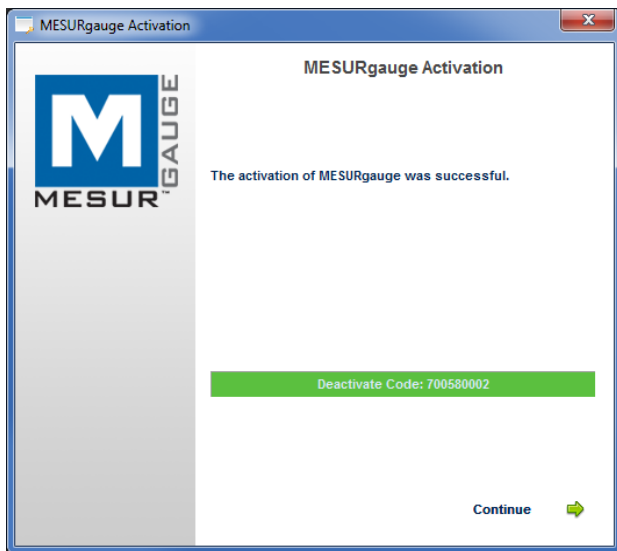 MESURgauge Activation
MESURgauge Activation
M
GAUGE
MESUR™
The activation of MESURgauge was successful.
Deactivate Code: 700580002
Continue